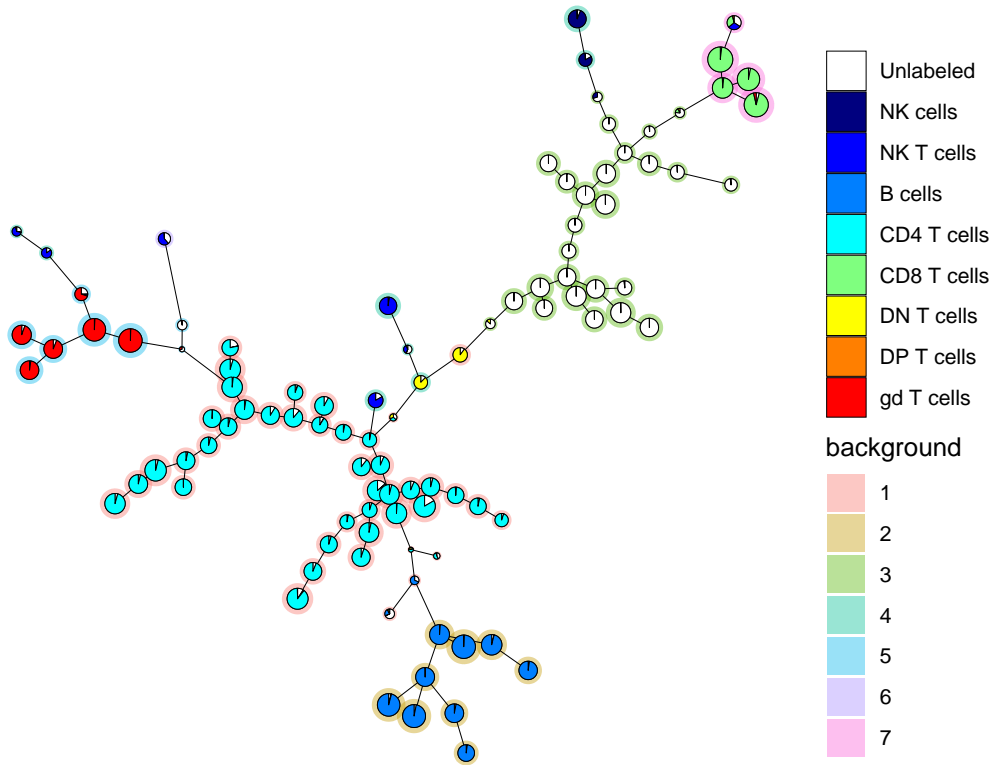 Unlabeled
NK cells
NK T cells
B cells
CD4 T cells
CD8 T cells
DN T cells
DP T cells
gd T cells
background
1
2
3
4
5
6
7